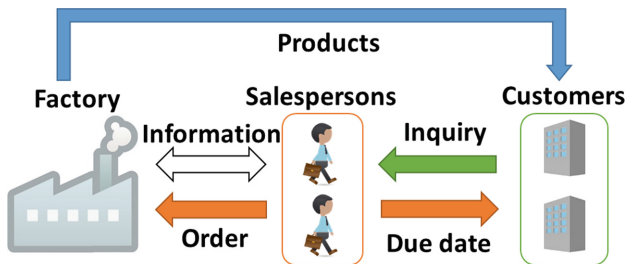 Products
Factory
Salespersons
Customers
Information
Inquiry
Order
Due date